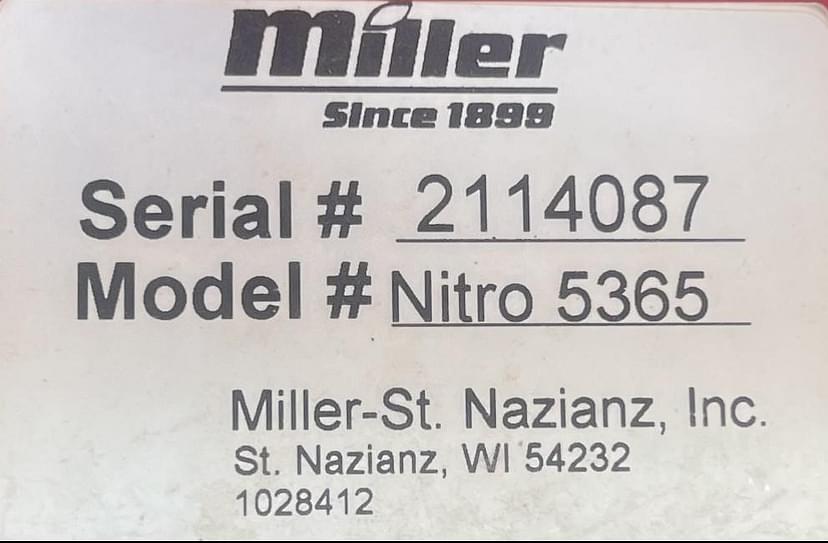 Miller
Since 1899
Serial # 2114087
Model # Nitro 5365
Miller-St. Nazianz, Inc.
St. Nazianz, WI 54232
1028412